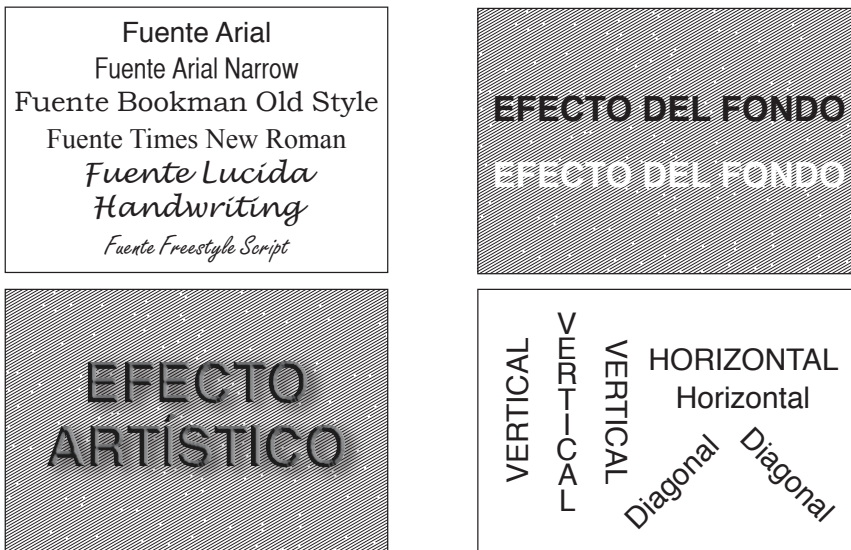 Fuente Arial
Fuente Arial Narrow
Fuente Bookman Old Style
Fuente Times New Roman
Fuente Lucida
Handwriting
Fuente Freestyle Script
EFECTO DEL FONDO
EFECTO DEL FONDO
EFECTO
ARTÍSTICO
VERTICAL
VERTICAL
VERTICAL
HORIZONTAL
Horizontal
Diagonal
Diagonal